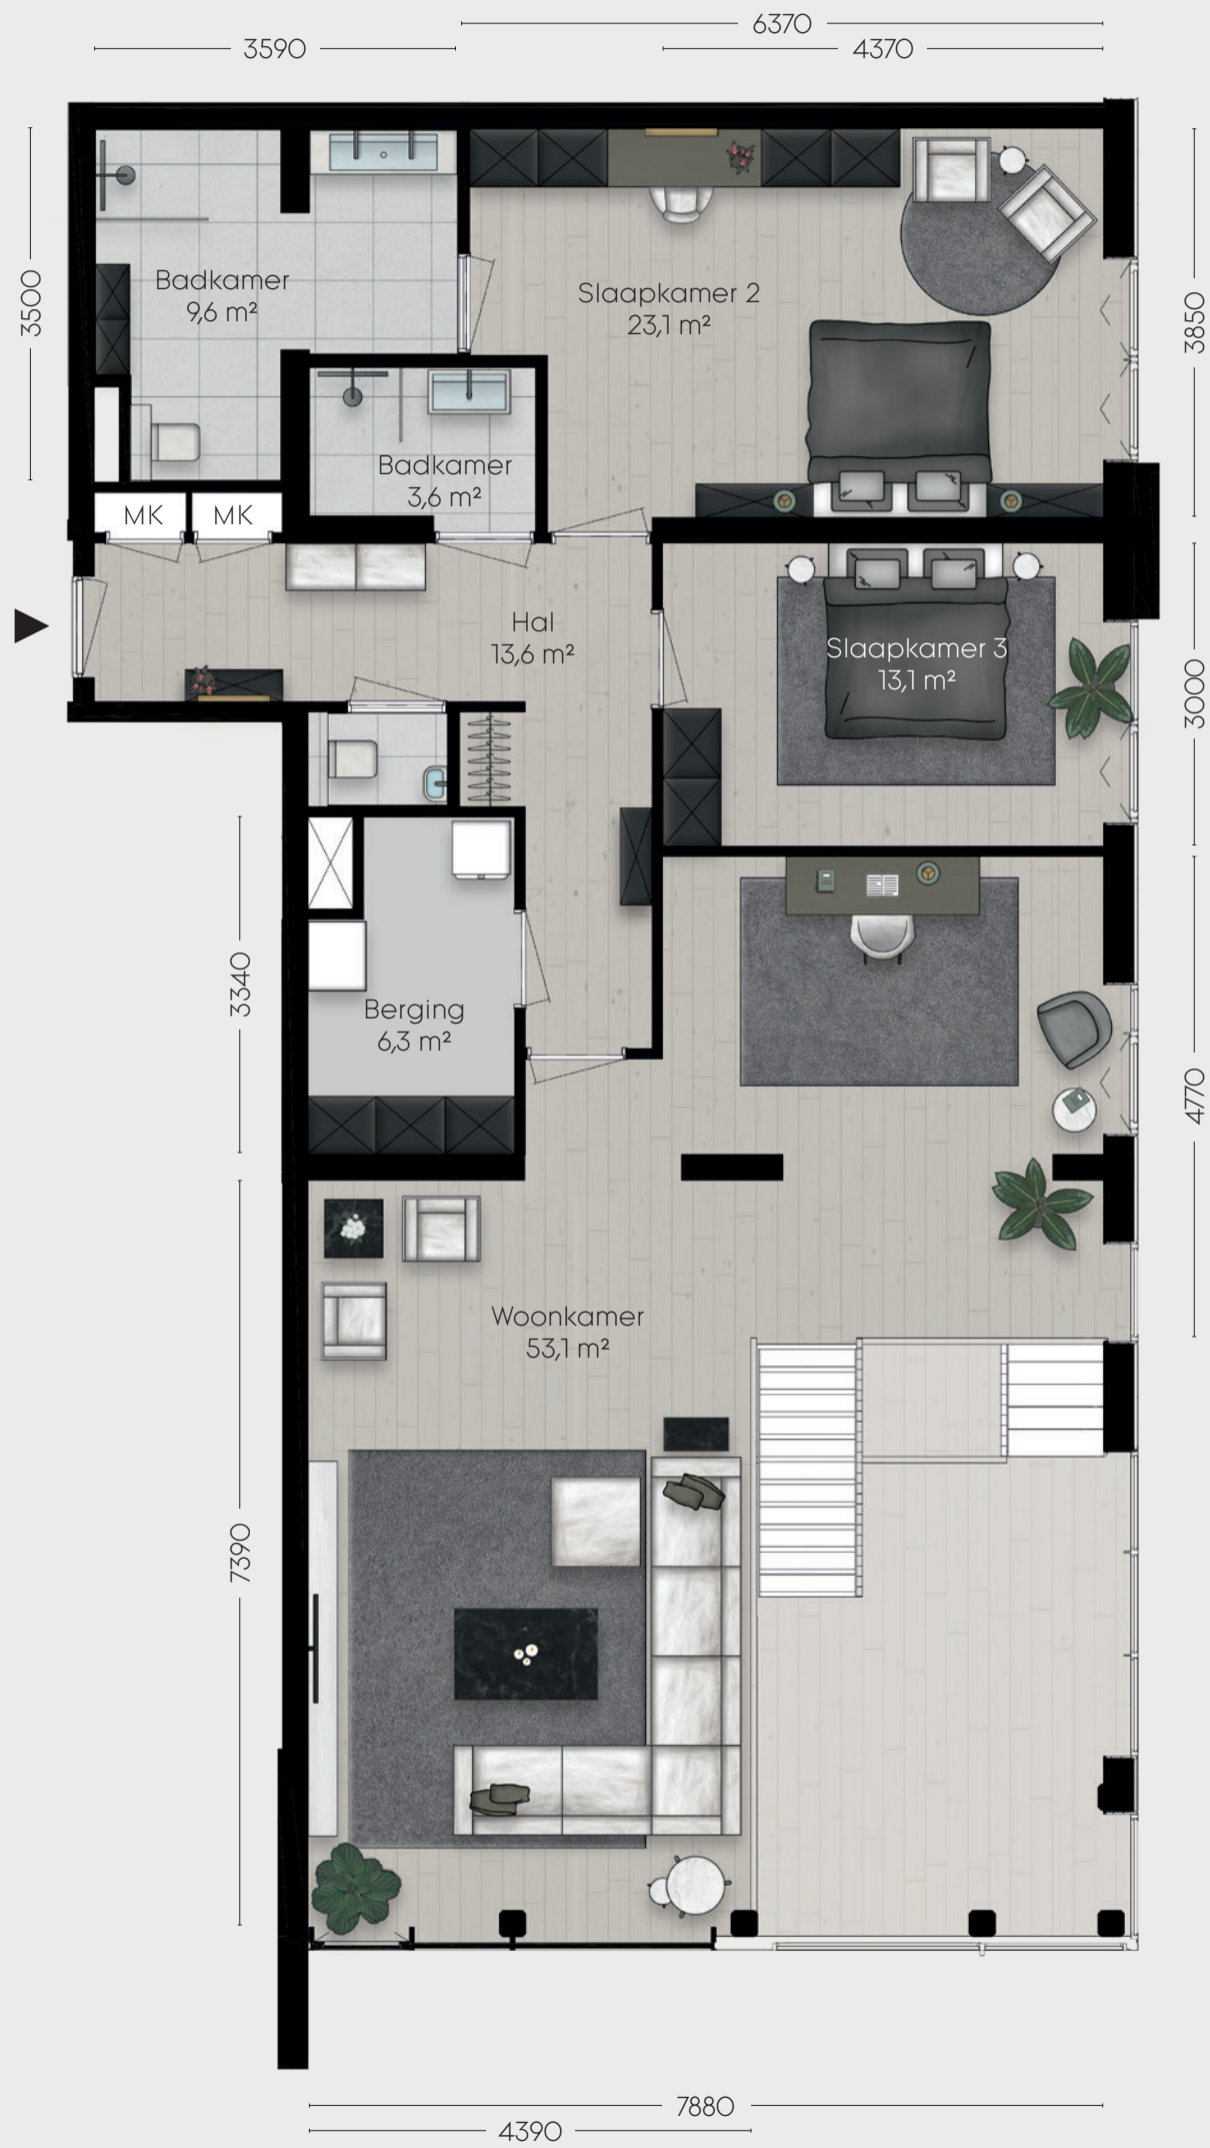 6370
3590
4370
3500
3850
Badkamer
9,6 m²
Slaapkamer 2
23,1 m²
Badkamer
3,6 m²
MK
MK
Hal
13,6 m²
Slaapkamer 3
13,1 m²
3000
3340
Berging
6,3 m²
4770
Woonkamer
53,1 m²
7390
7880
4390